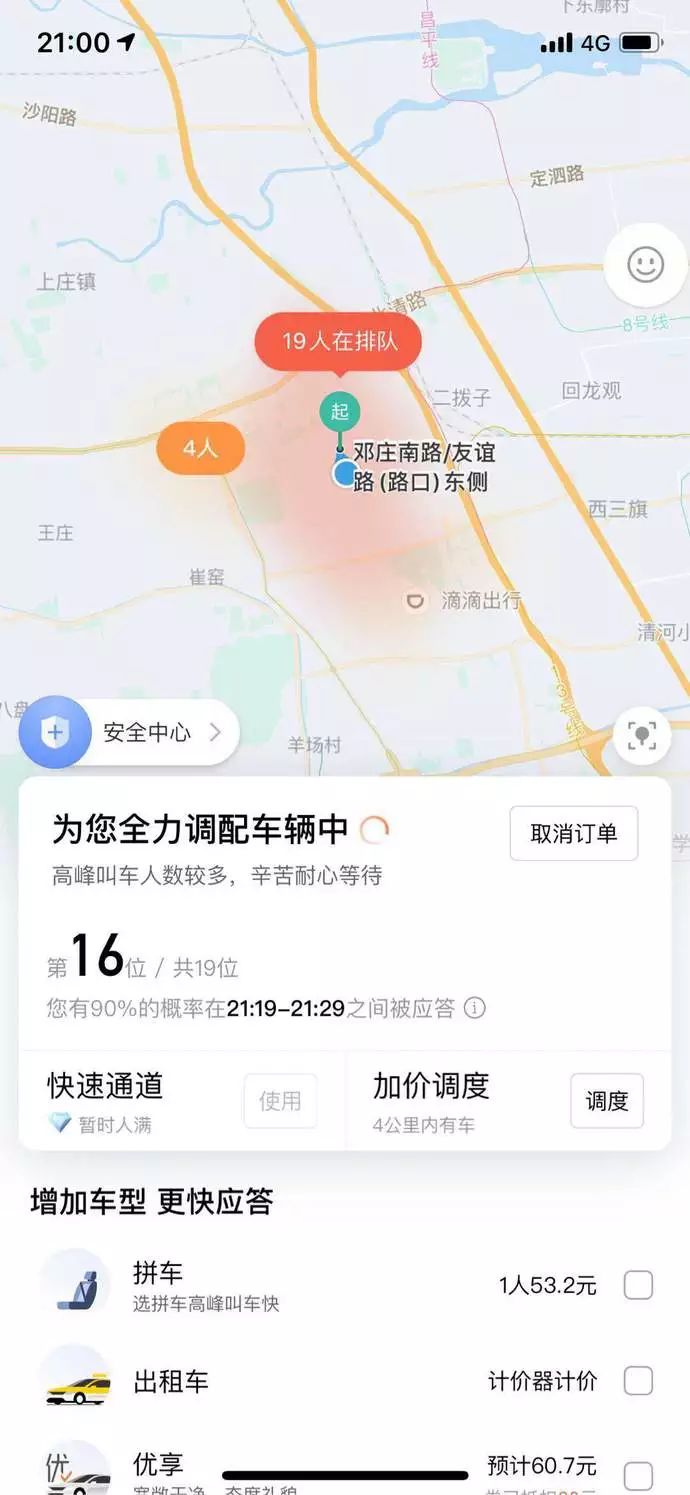 下东廓村
21:00
4G
昌平线
沙阳路
定泗路
上庄镇
北清路
8号线
19人在排队
起
二拨子
回龙观
4人
邓庄南路/友谊
路(路口)东侧
西三旗
王庄
崔窑
滴滴出行
清河小
13号线
八盘
安全中心
羊场村
学
为您全力调配车辆中
取消订单
高峰叫车人数较多，辛苦耐心等待
第16位 / 共19位
您有90%的概率在21:19-21:29之间被应答
快速通道
暂时人满
使用
加价调度
4公里内有车
调度
增加车型 更快应答
拼车
选拼车高峰叫车快
1人53.2元
出租车
计价器计价
优享
预计60.7元